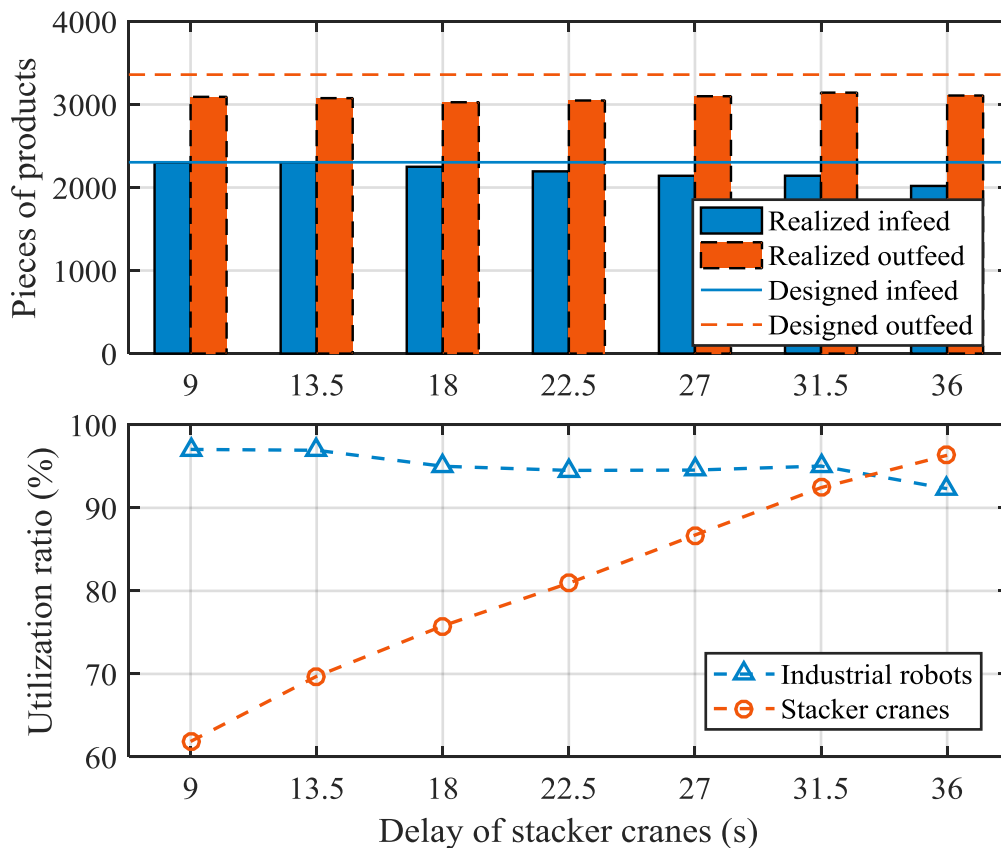 Pieces of products
4000
3000
2000
1000
0
Realized infeed
Realized outfeed
Designed infeed
Designed outfeed
9 13.5 18 22.5 27 31.5 36
Utilization ratio (%)
100
90
80
70
60
Industrial robots
Stacker cranes
9 13.5 18 22.5 27 31.5 36
Delay of stacker cranes (s)